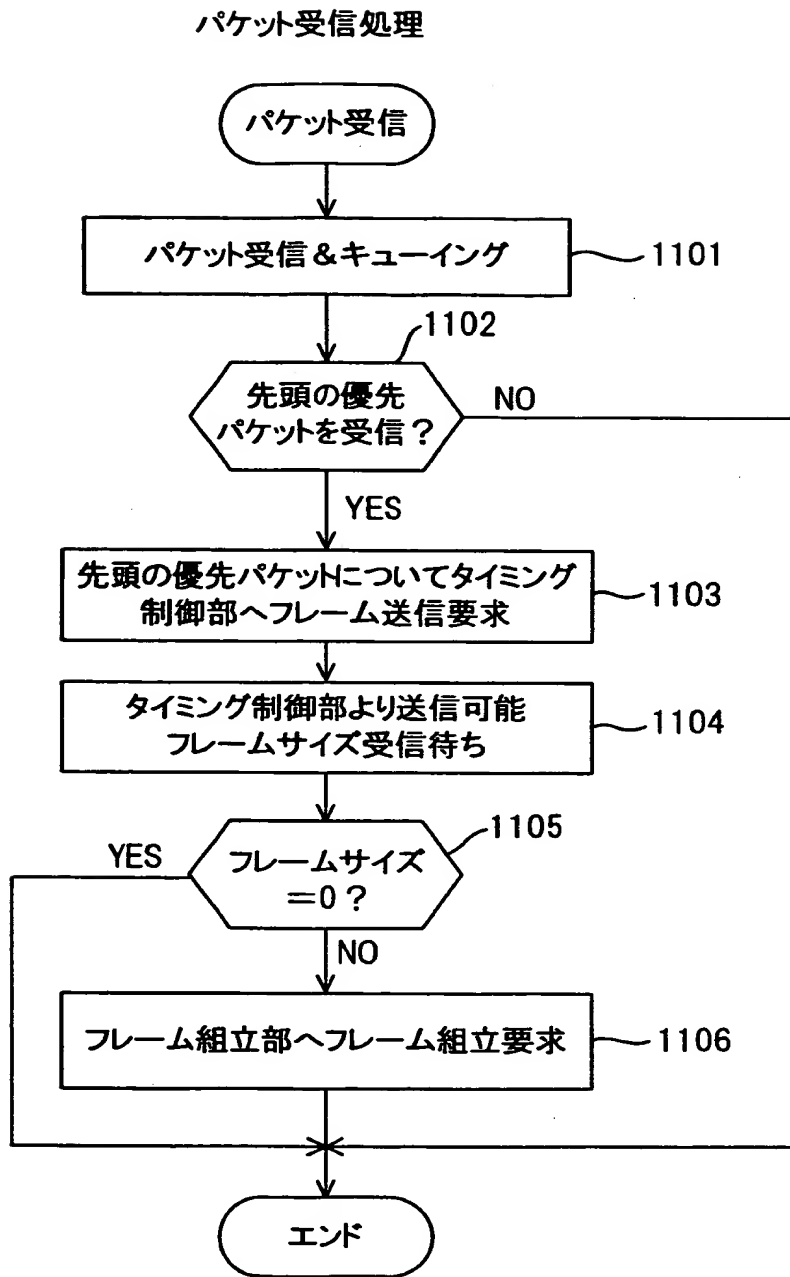 パケット受信処理
パケット受信
パケット受信&キューイング
1101
1102
先頭の優先
パケットを受信?
NO
YES
先頭の優先パケットについてタイミング
制御部へフレーム送信要求
1103
タイミング制御部より送信可能
フレームサイズ受信待ち
1104
1105
YES
フレームサイズ
=0?
NO
フレーム組立部へフレーム組立要求
1106
エンド